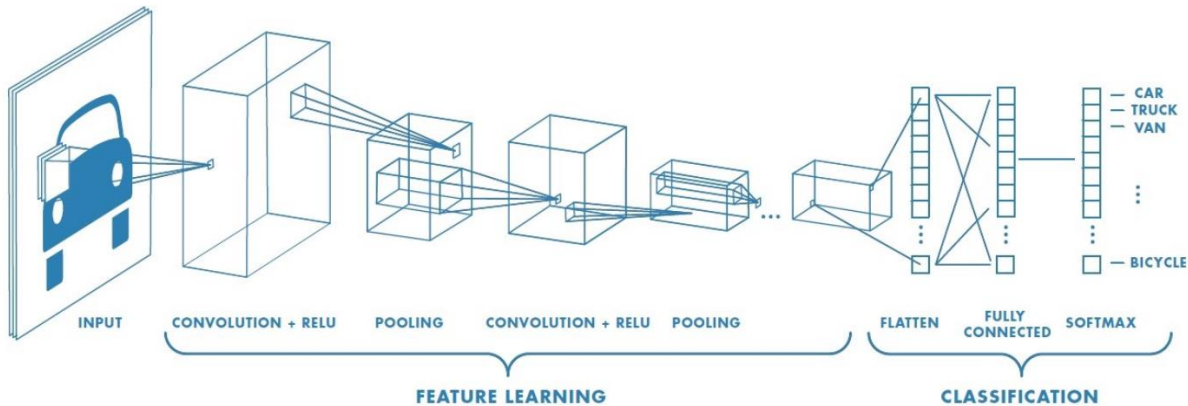 CAR
TRUCK
VAN
BICYCLE
INPUT
CONVOLUTION + RELU
POOLING
CONVOLUTION + RELU
POOLING
FLATTEN
FULLY
CONNECTED
SOFTMAX
FEATURE LEARNING
CLASSIFICATION